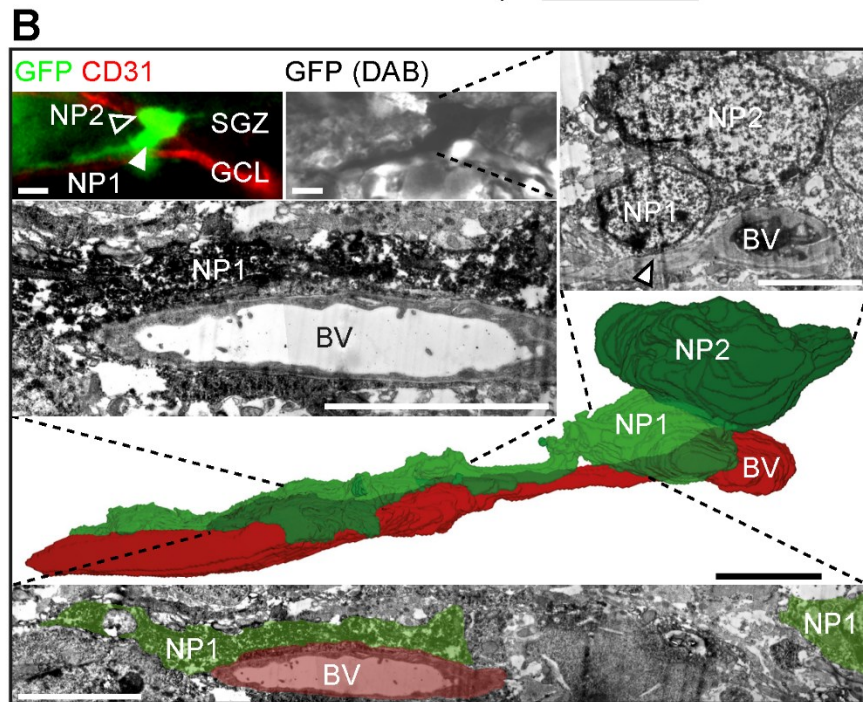 B
GFP CD31
GFP (DAB)
NP2
SGZ
GCL
NP1
NP2
NP1
BV
NP1
BV
NP2
NP1
BV
NP1
BV
NP1